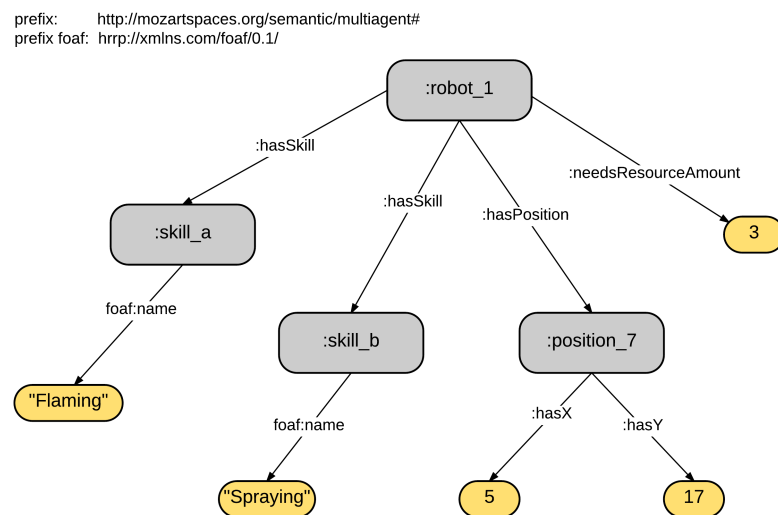 prefix: http://mozartspaces.org/semantic/multiagent#
prefix foaf: hrrp://xmlns.com/foaf/0.1/
:robot_1
:hasSkill
:needsResourceAmount
:hasSkill
:hasPosition
:skill_a
3
foaf:name
:skill_b
:position_7
"Flaming"
:hasX
foaf:name
:hasY
"Spraying"
5
17